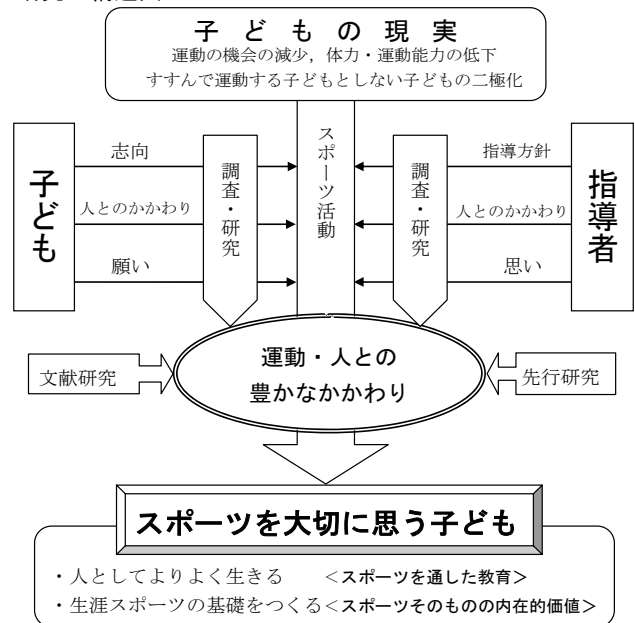 子どもの現実
運動の機会の減少，体力・運動能力の低下
すすんで運動する子どもとしない子どもの二極化
子ども
志向
人とのかかわり
願い
調査・研究
スポーツ活動
調査・研究
指導方針
人とのかかわり
思い
指導者
文献研究
運動・人との
豊かなかかわり
先行研究
スポーツを大切に思う子ども
・人としてよりよく生きる　＜スポーツを通した教育＞
・生涯スポーツの基礎をつくる＜スポーツそのものの内在的価値＞